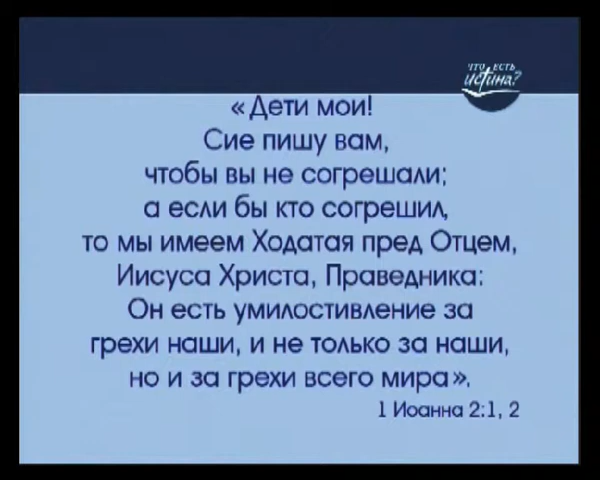 ЧТО ЕСТЬ
истина?
«Дети мои!
Сие пишу вам,
чтобы вы не согрешали;
а если бы кто согрешил,
то мы имеем Ходатая пред Отцем,
Иисуса Христа, Праведника:
Он есть умилостивление за
грехи наши, и не только за наши,
но и за грехи всего мира».
1 Иоанна 2:1, 2